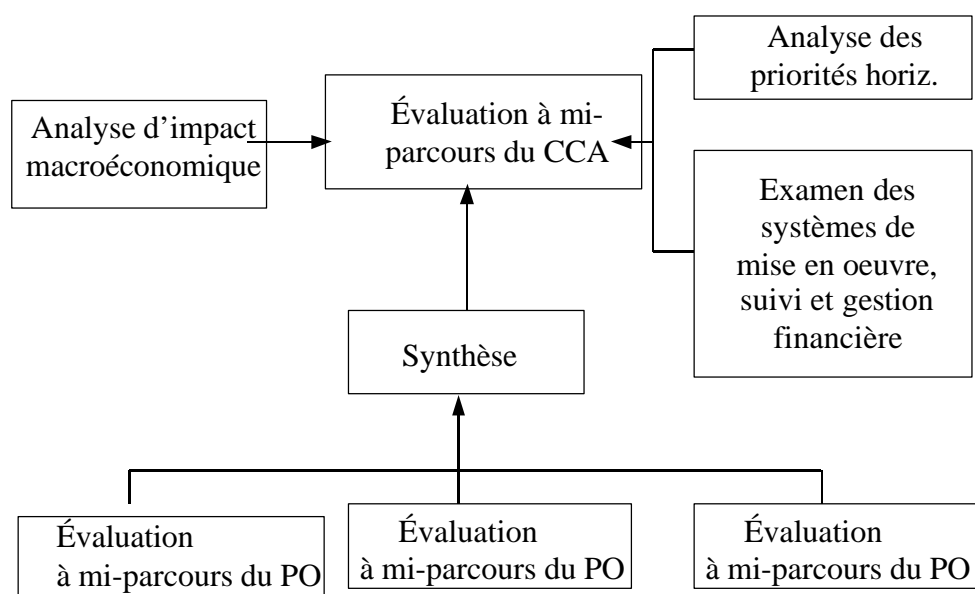 Analyse des
priorités horiz.
Évaluation à mi-
parcours du CCA
Analyse d’impact
macroéconomique
Examen des
systèmes de
mise en oeuvre,
suivi et gestion
financière
Synthèse
Évaluation
à mi-parcours du PO
Évaluation
à mi-parcours du PO
Évaluation
à mi-parcours du PO